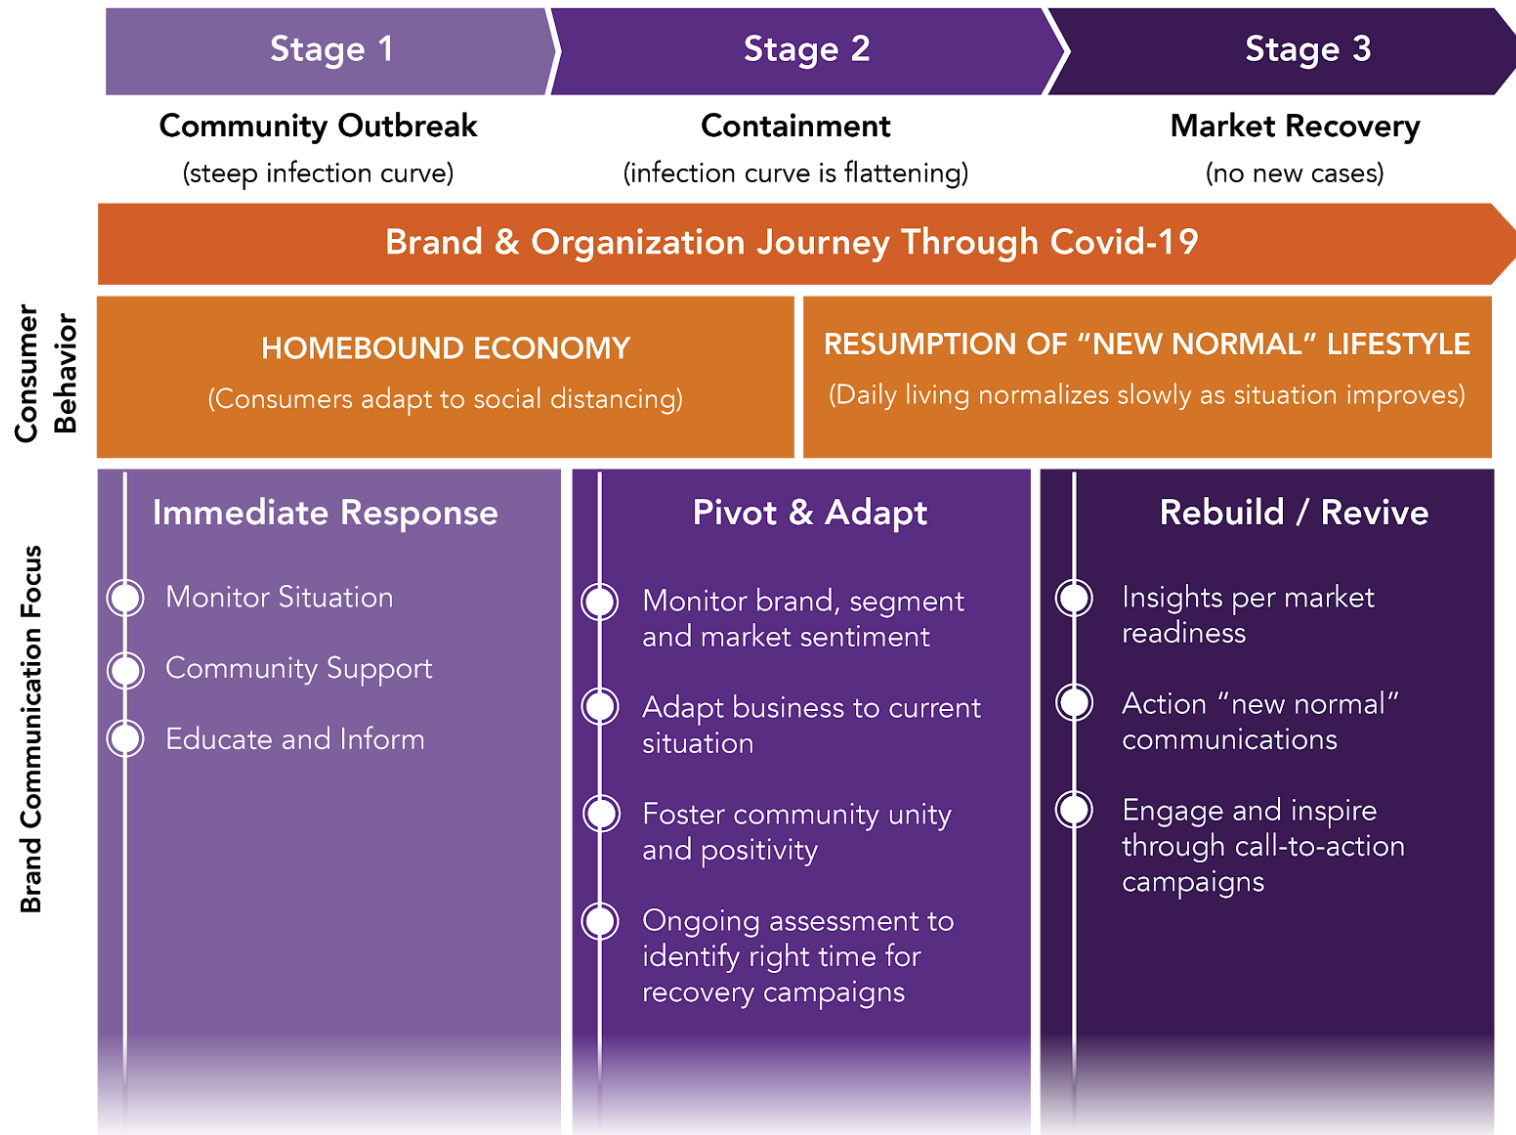 Stage 1
Stage 2
Stage 3
Community Outbreak
(steep infection curve)
Containment
(infection curve is flattening)
Market Recovery
(no new cases)
Brand & Organization Journey Through Covid-19
Consumer
Behavior
HOMEBOUND ECONOMY
(Consumers adapt to social distancing)
RESUMPTION OF “NEW NORMAL” LIFESTYLE
(Daily living normalizes slowly as situation improves)
Brand Communication Focus
Immediate Response
Monitor Situation
Community Support
Educate and Inform
Pivot & Adapt
Monitor brand, segment
and market sentiment
Adapt business to current
situation
Foster community unity
and positivity
Ongoing assessment to
identify right time for
recovery campaigns
Rebuild / Revive
Insights per market
readiness
Action “new normal”
communications
Engage and inspire
through call-to-action
campaigns